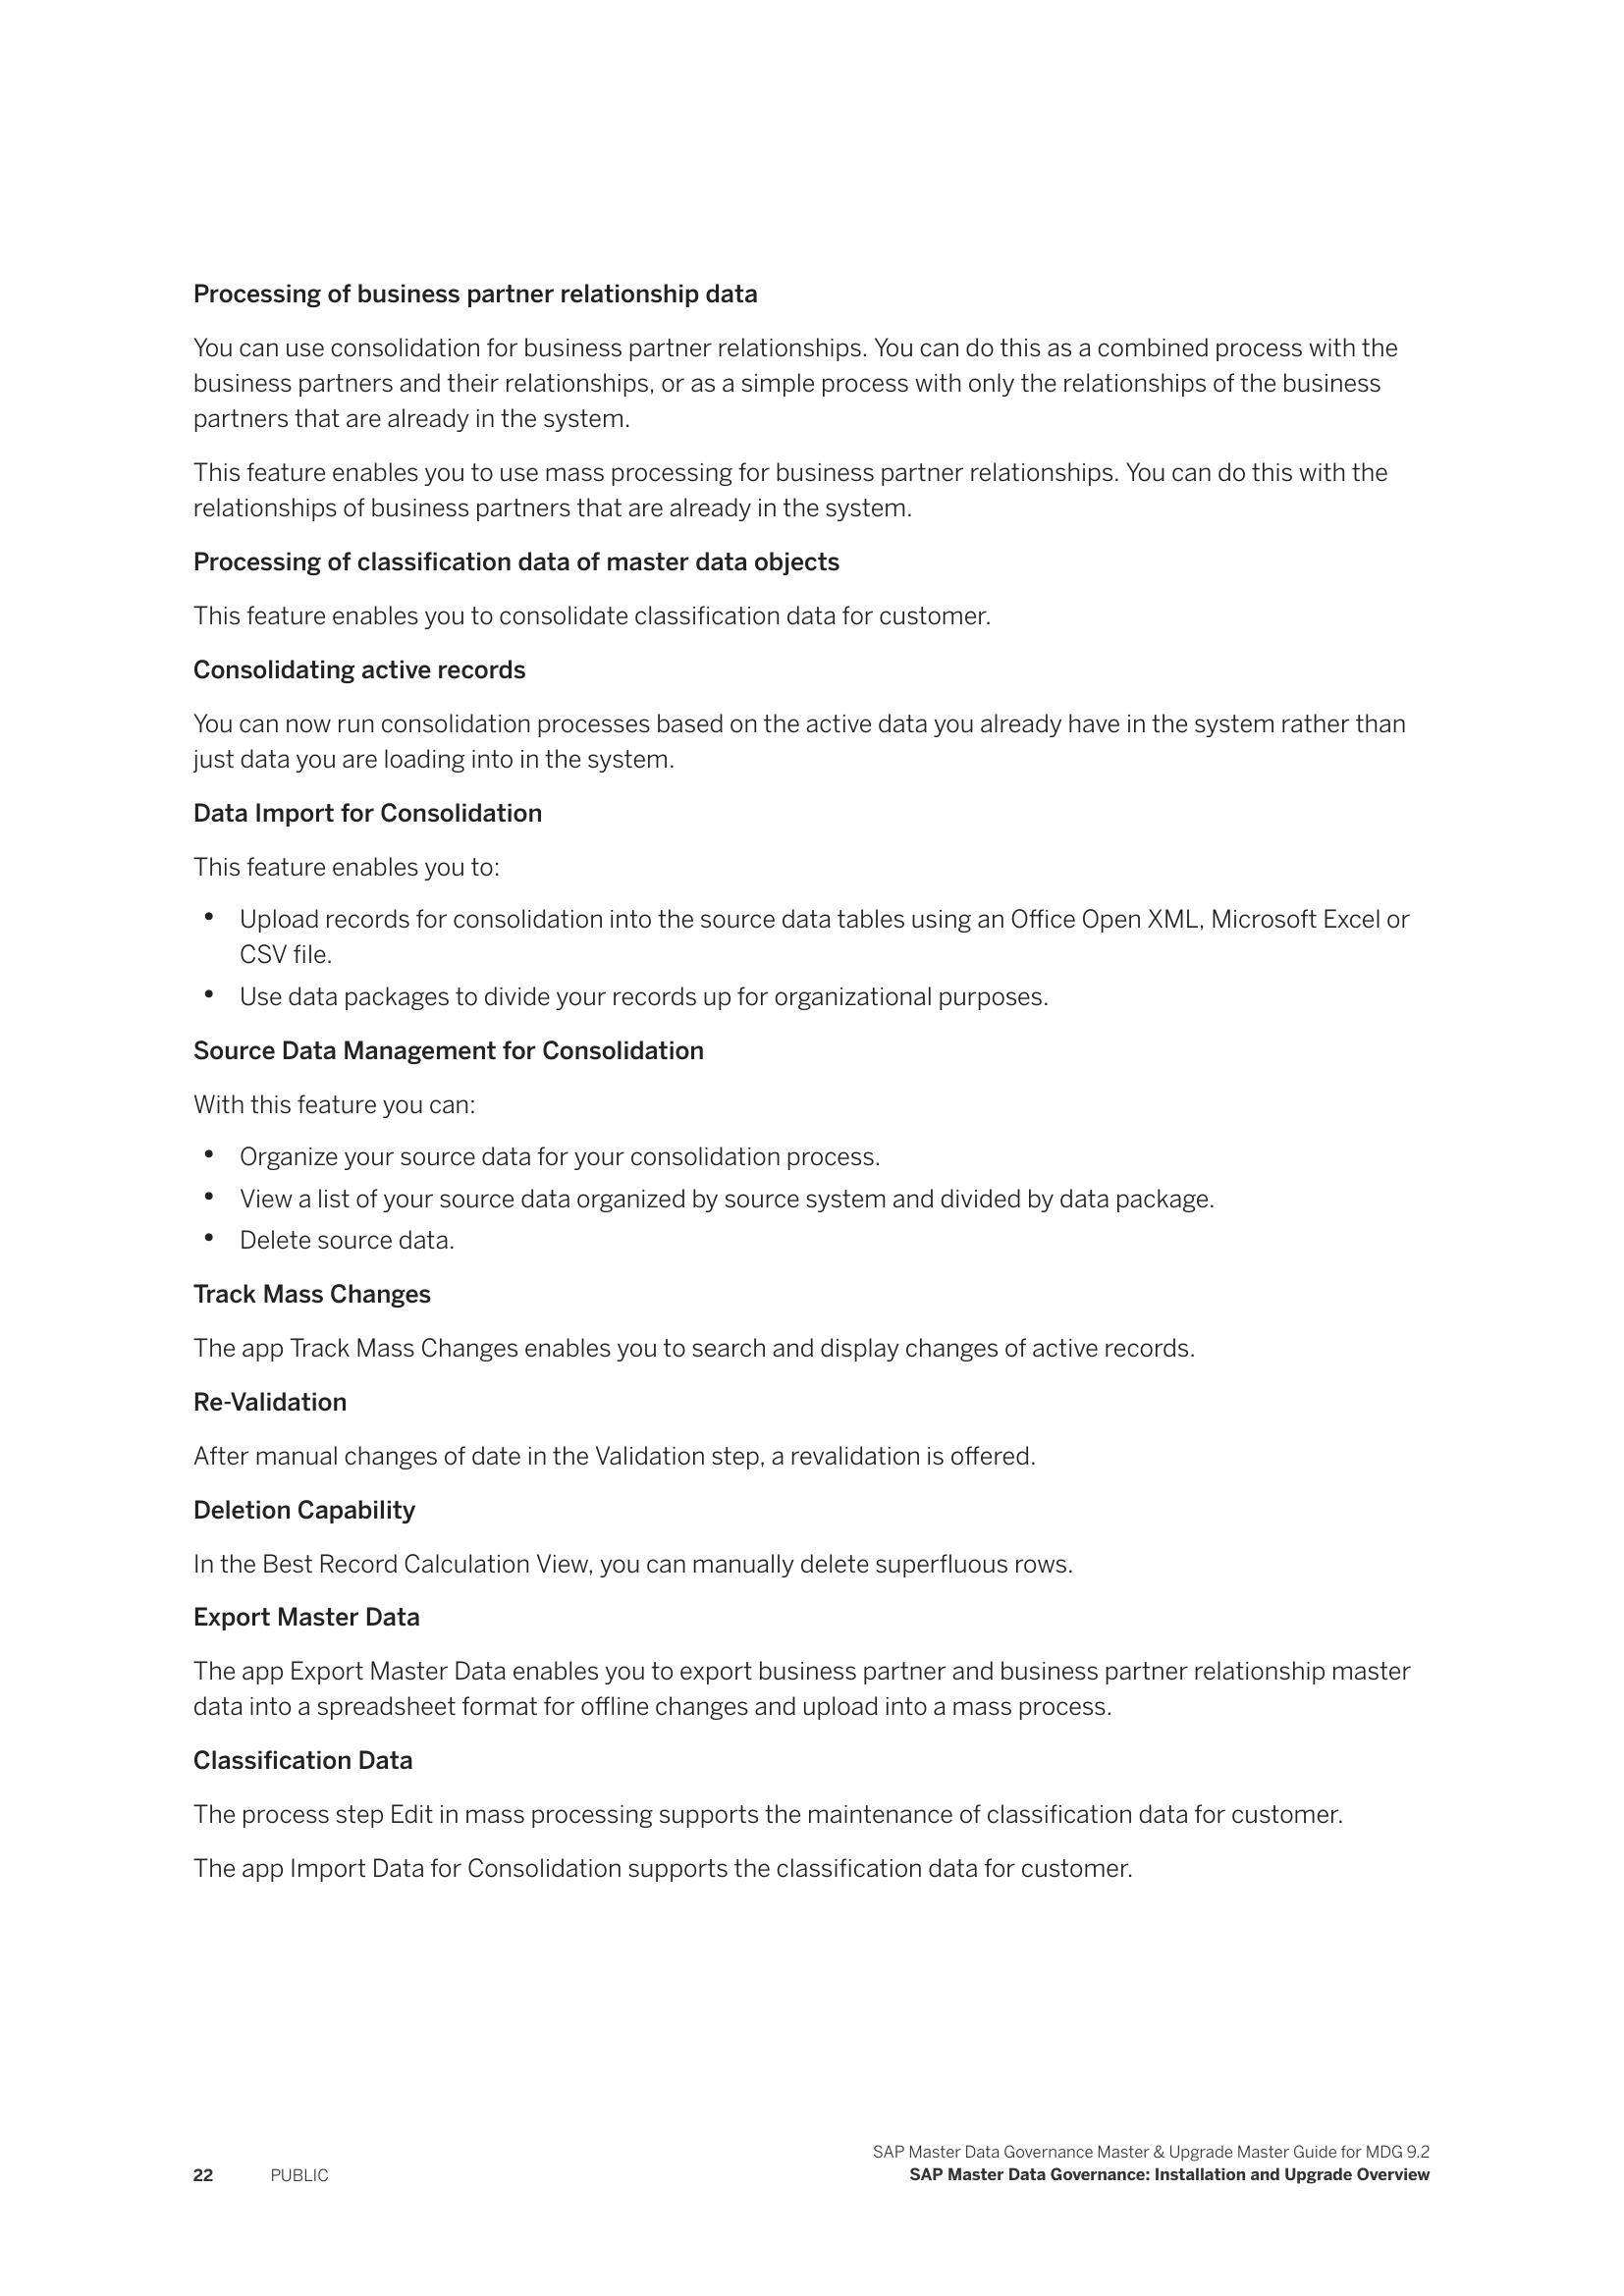 Processing of business partner relationship data
You can use consolidation for business partner relationships. You can do this as a combined process with the
business partners and their relationships, or as a simple process with only the relationships of the business
partners that are already in the system.
This feature enables you to use mass processing for business partner relationships. You can do this with the
relationships of business partners that are already in the system.
Processing of classification data of master data objects
This feature enables you to consolidate classification data for customer.
Consolidating active records
You can now run consolidation processes based on the active data you already have in the system rather than
just data you are loading into in the system.
Data Import for Consolidation
This feature enables you to:
• Upload records for consolidation into the source data tables using an Office Open XML, Microsoft Excel or
CSV file.
• Use data packages to divide your records up for organizational purposes.
Source Data Management for Consolidation
With this feature you can:
• Organize your source data for your consolidation process.
• View a list of your source data organized by source system and divided by data package.
• Delete source data.
Track Mass Changes
The app Track Mass Changes enables you to search and display changes of active records.
Re-Validation
After manual changes of date in the Validation step, a revalidation is offered.
Deletion Capability
In the Best Record Calculation View, you can manually delete superfluous rows.
Export Master Data
The app Export Master Data enables you to export business partner and business partner relationship master
data into a spreadsheet format for offline changes and upload into a mass process.
Classification Data
The process step Edit in mass processing supports the maintenance of classification data for customer.
The app Import Data for Consolidation supports the classification data for customer.
SAP Master Data Governance Master & Upgrade Master Guide for MDG 9.2
22 PUBLIC SAP Master Data Governance: Installation and Upgrade Overview